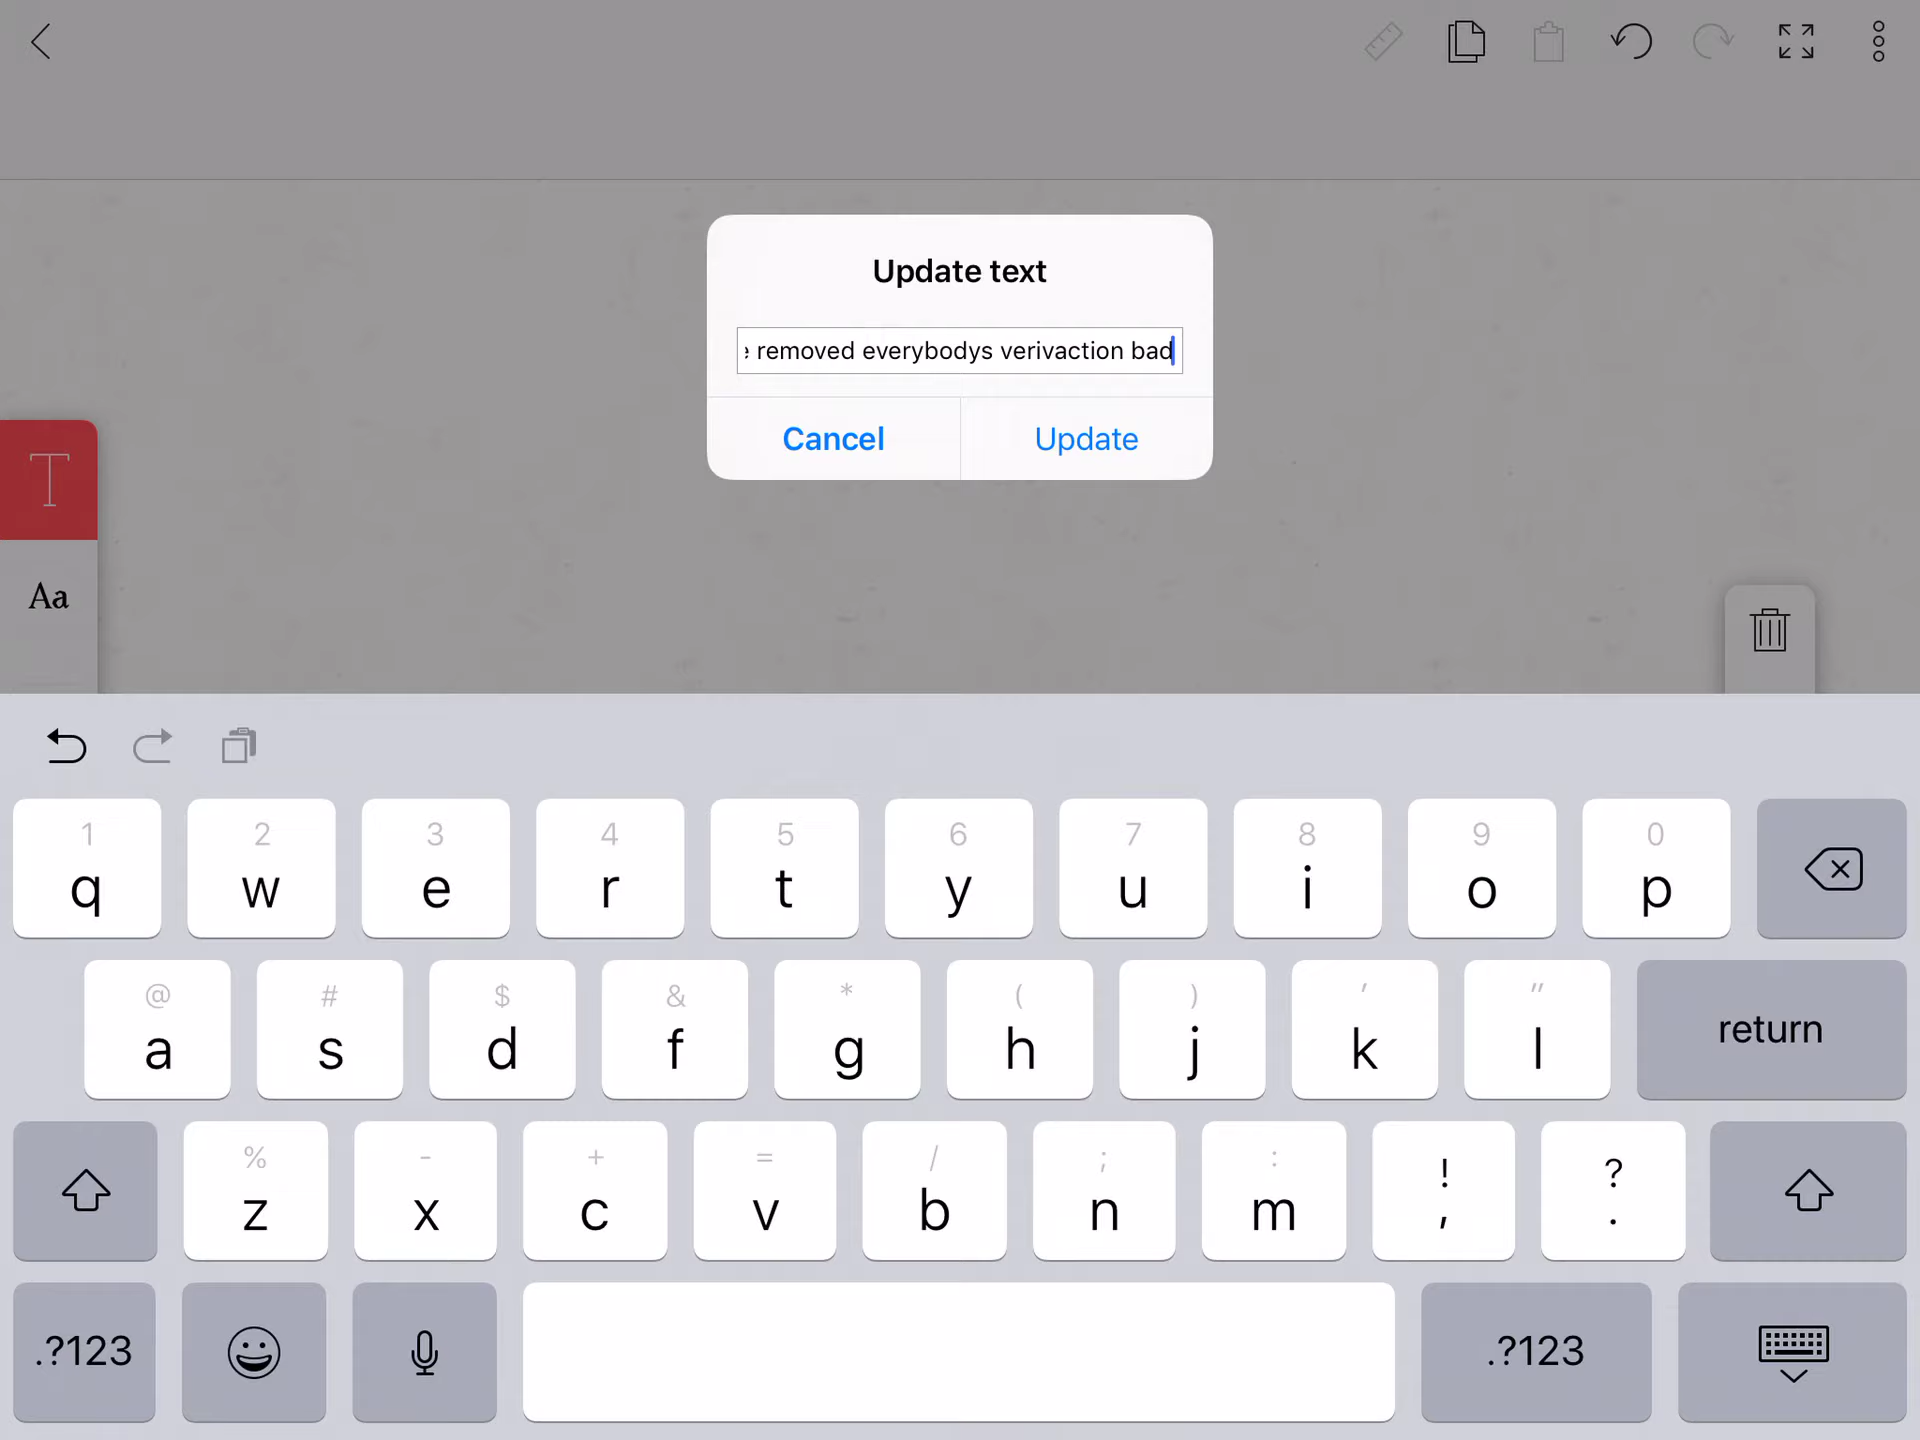 Update text
removed everybodys verivaction bad
Cancel Update
T
Aa
1 2 3 4 5 6 7 8 9 0
q w e r t y u i o p
@ # $ & * ( ) ' "
a s d f g h j k l return
% - + = / ; : ! ?
z x c v b n m , .
.?123 .?123